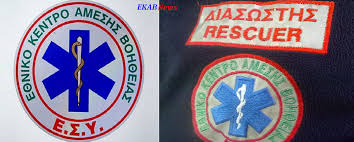 ΕΘΝΙΚΟ ΚΕΝΤΡΟ ΑΜΕΣΗΣ ΒΟΗΘΕΙΑΣ
Ε.Σ.Υ.
EKAB News
ΔΙΑΣΩΣΤΗΣ
RESCUER
ΕΘΝΙΚΟ ΚΕΝΤΡΟ ΑΜΕΣΗΣ ΒΟΗΘΕΙΑΣ